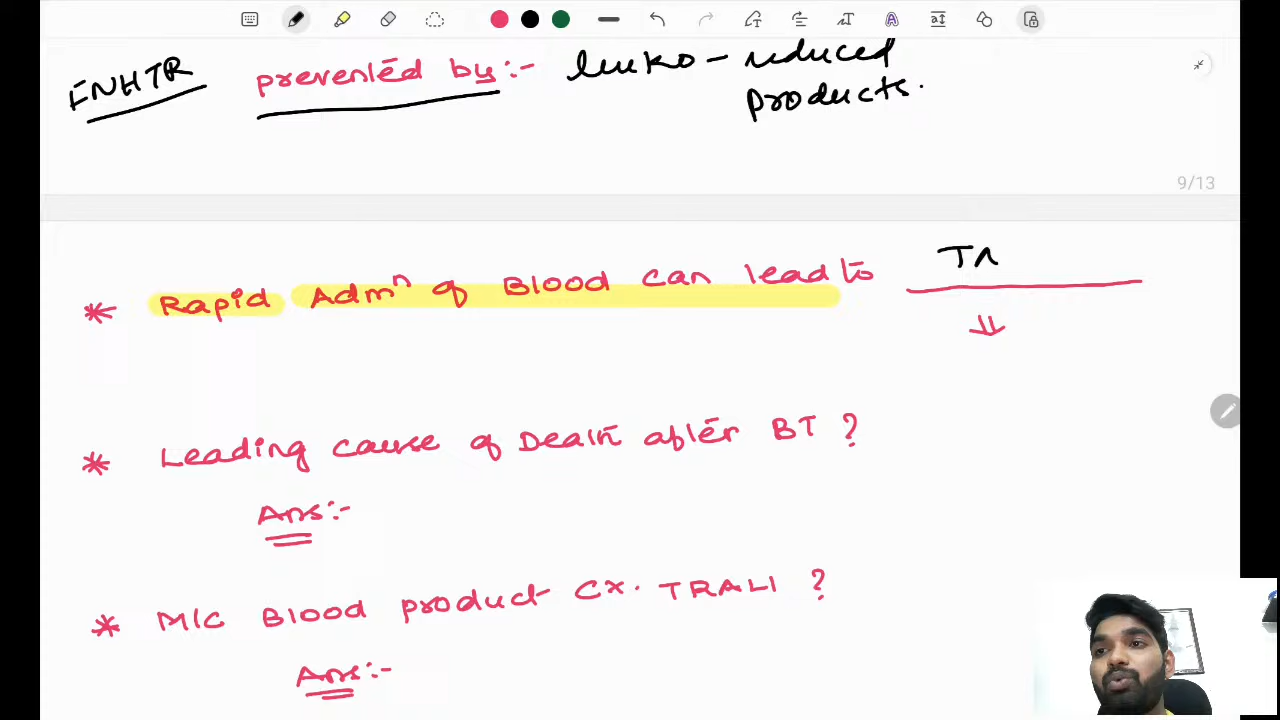 FNHTR prevented by:- leuko-reduced
products.
9/13
* Rapid Admⁿ of Blood can lead to TA
* Leading cause of Death after BT?
Ans:-
* M/C Blood product Cx. TRALI ?
Ans:-